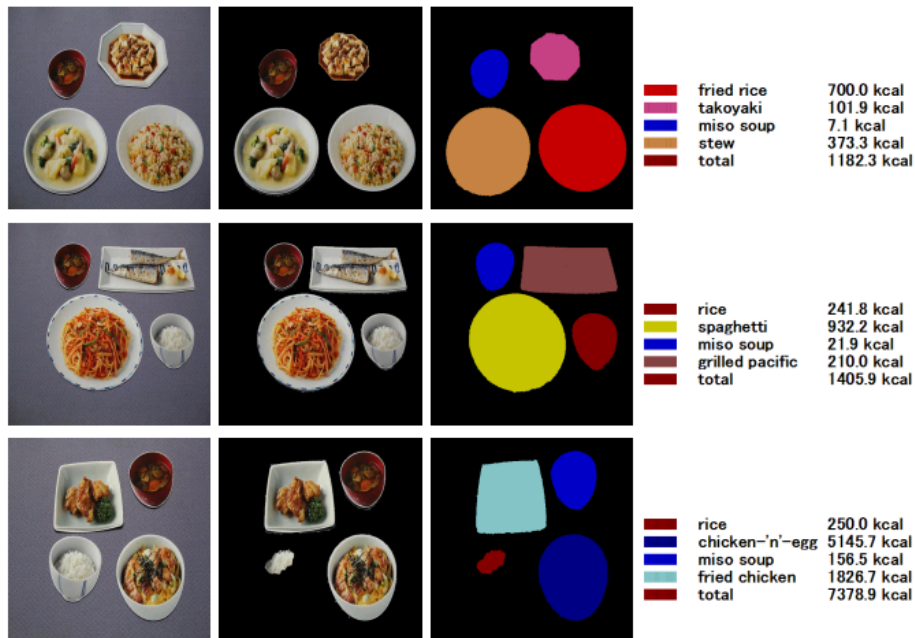 fried rice 700.0 kcal
takoyaki 101.9 kcal
miso soup 7.1 kcal
stew 373.3 kcal
total 1182.3 kcal
rice 241.8 kcal
spaghetti 932.2 kcal
miso soup 21.9 kcal
grilled pacific 210.0 kcal
total 1405.9 kcal
rice 250.0 kcal
chicken-'n'-egg 5145.7 kcal
miso soup 156.5 kcal
fried chicken 1826.7 kcal
total 7378.9 kcal